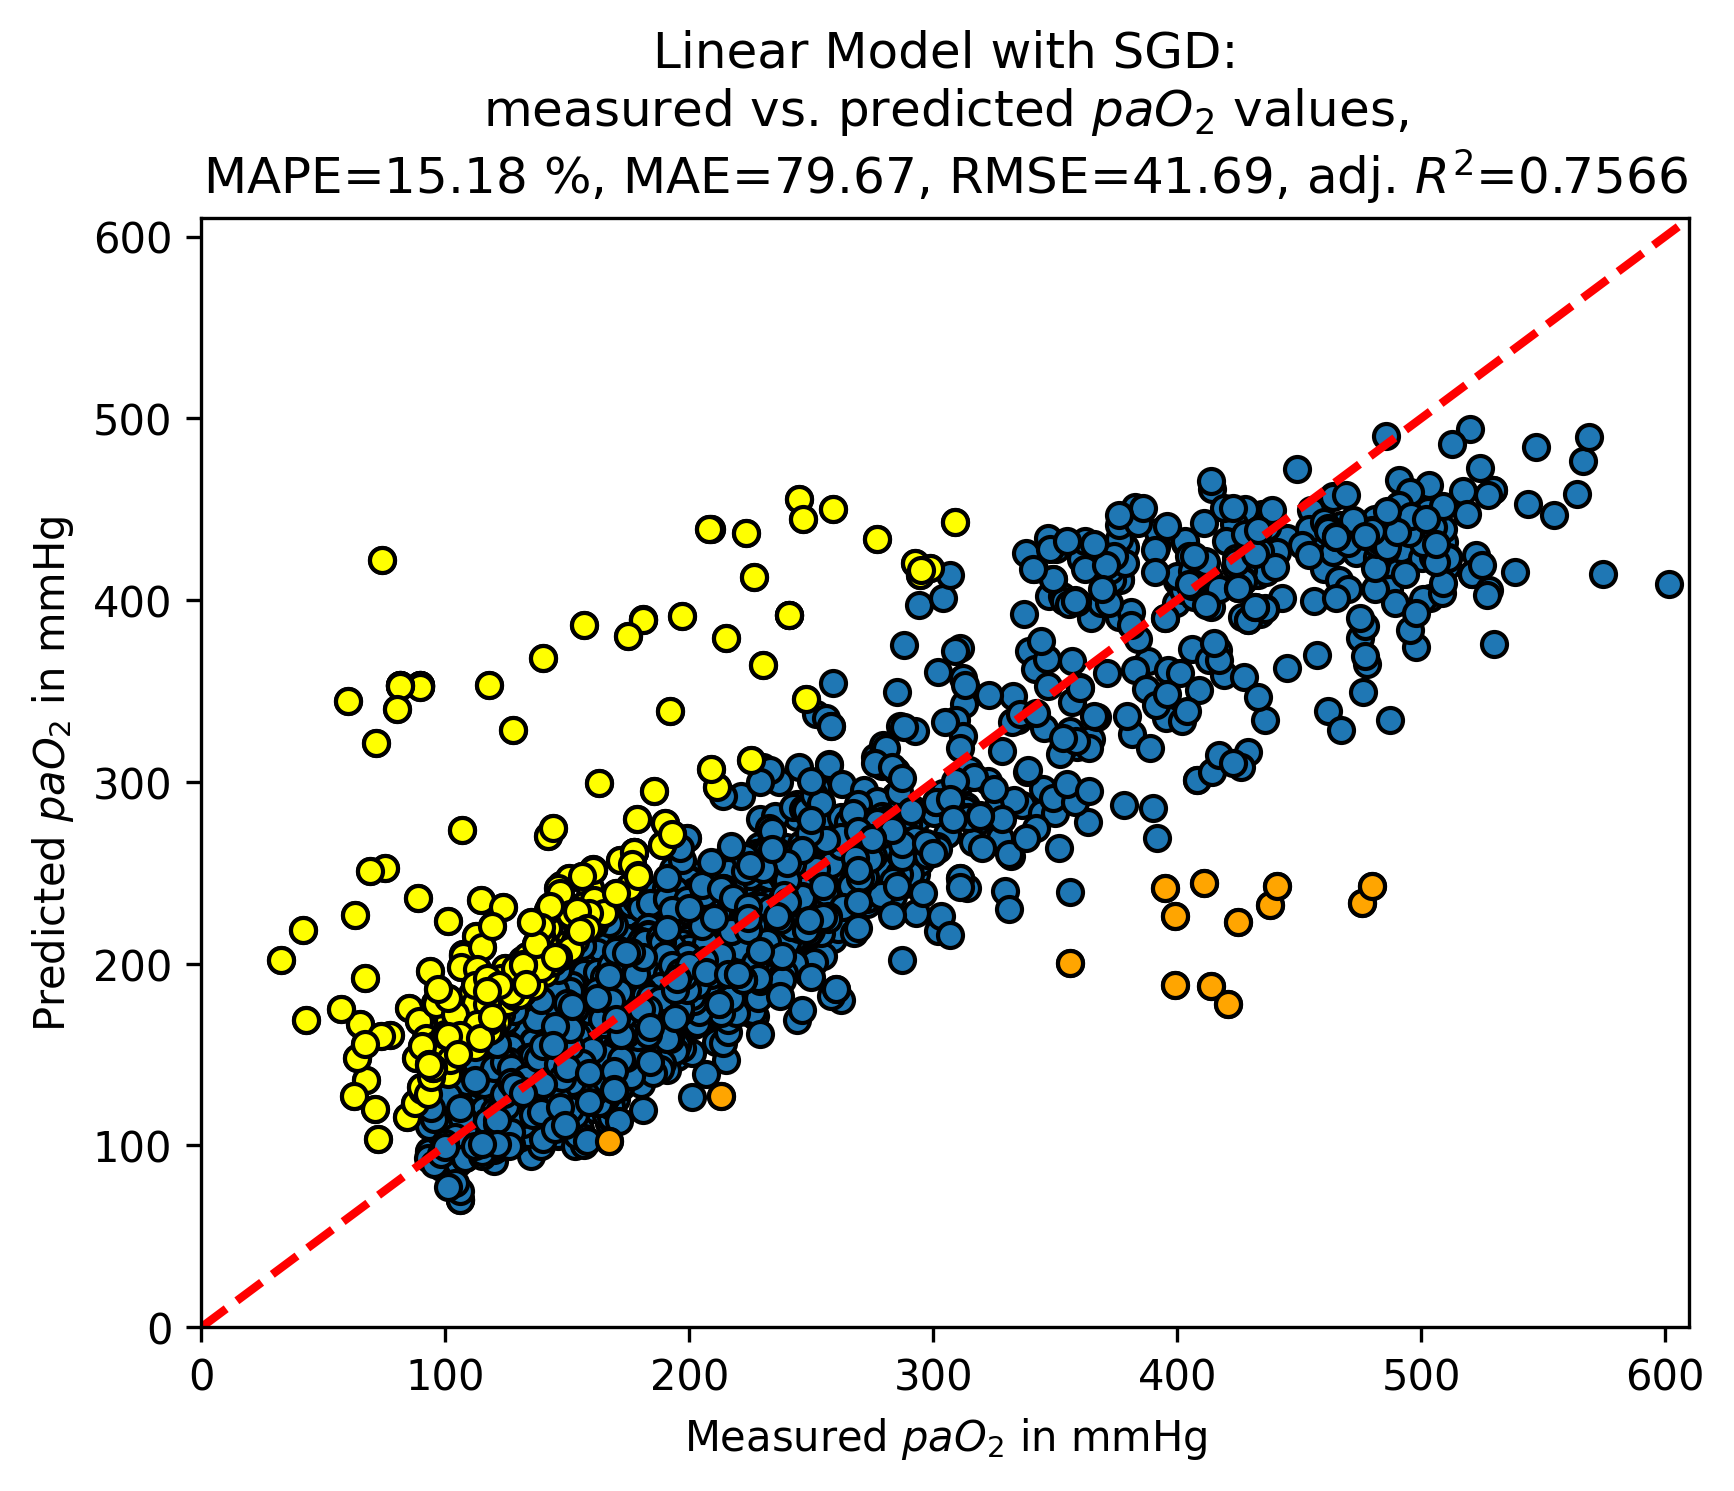 Linear Model with SGD:
measured vs. predicted paO₂ values,
MAPE=15.18 %, MAE=79.67, RMSE=41.69, adj. R²=0.7566
600
500
400
300
200
100
0
Predicted paO₂ in mmHg
0 100 200 300 400 500 600
Measured paO₂ in mmHg